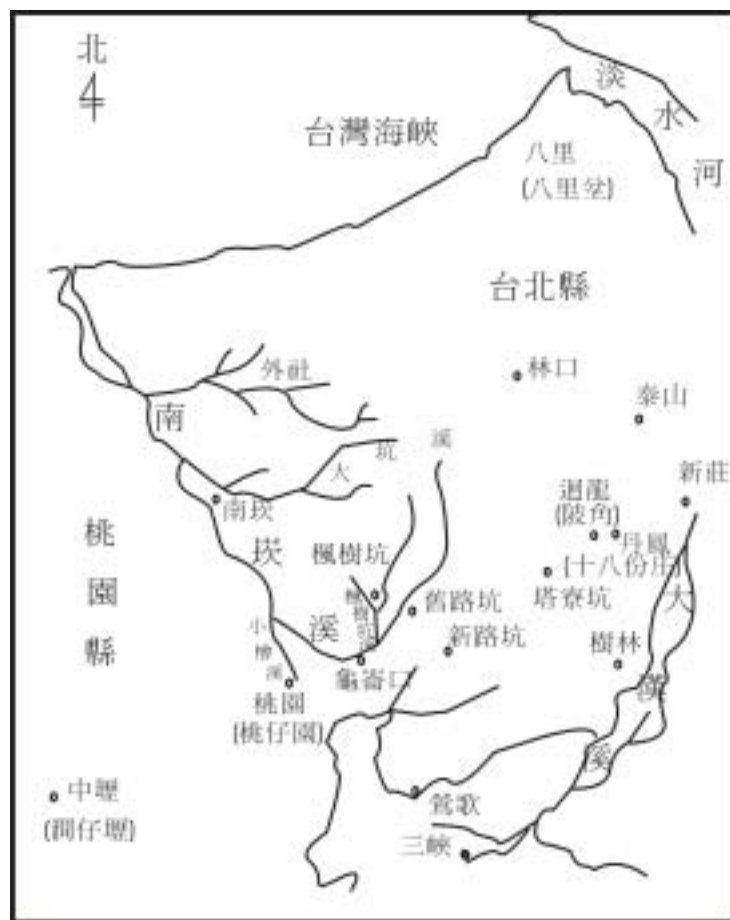 北
淡水河
台灣海峽
八里
(八里坌)
台北縣
林口
外社
泰山
南崁溪
大坑溪
新莊
迴龍
(陂角)
南崁
丹鳳
(十八份庄)
桃園縣
楓樹坑
塔寮坑
舊路坑
大漢溪
新路坑
樹林
小檜溪
龜崙口
桃園
(桃仔園)
中壢
(澗仔壢)
鶯歌
三峽